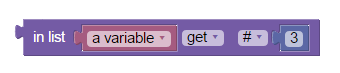 in list a variable get # 3